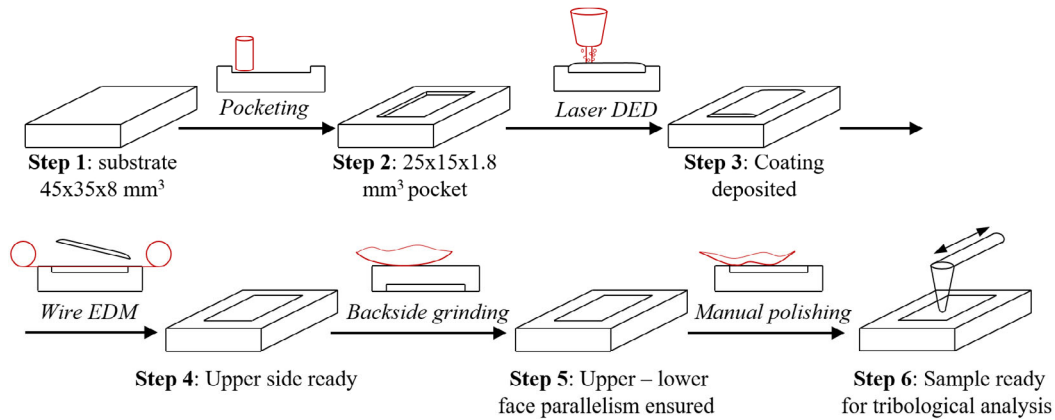 Pocketing
Laser DED
Step 1: substrate
45x35x8 mm³
Step 2: 25x15x1.8
mm³ pocket
Step 3: Coating
deposited
Wire EDM
Backside grinding
Manual polishing
Step 4: Upper side ready
Step 5: Upper – lower
face parallelism ensured
Step 6: Sample ready
for tribological analysis